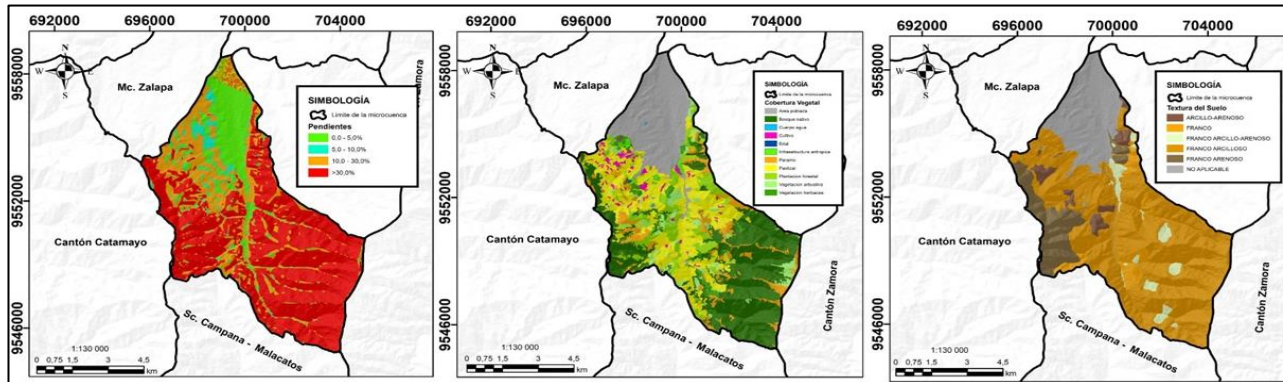 692000 696000 700000 704000
9558000
9552000
9546000
N
W E
S
Mc. Zalapa
Zamora
Cantón Catamayo
Sc. Campana - Malacatos
SIMBOLOGÍA
Limite de la microcuenca
Pendientes
0,0 - 5,0%
5,0 - 10,0%
10,0 - 30,0%
>30,0%
1:130 000
0 0,75 1,5 3 4,5
km
692000 696000 700000 704000
9558000
9552000
9546000
N
W E
S
Mc. Zalapa
Cantón Catamayo
Cantón Zamora
Sc. Campana - Malacatos
SIMBOLOGÍA
Limite de la microcuenca
Cobertura Vegetal
Area poblada
Bosque nativo
Cuerpo agua
Cultivo
Erial
Infraestructura antropica
Paramo
Pastizal
Plantacion forestal
Vegetacion arbustiva
Vegetacion herbacea
1:130 000
0 0,75 1,5 3 4,5
km
692000 696000 700000 704000
9558000
9552000
9546000
N
W E
S
Mc. Zalapa
Cantón Catamayo
Cantón Zamora
Sc. Campana - Malacatos
SIMBOLOGÍA
Limite de la microcuenca
Textura del Suelo
ARCILLO-ARENOSO
FRANCO
FRANCO ARCILLO-ARENOSO
FRANCO ARCILLOSO
FRANCO ARENOSO
NO APLICABLE
1:130 000
0 0,75 1,5 3 4,5
km